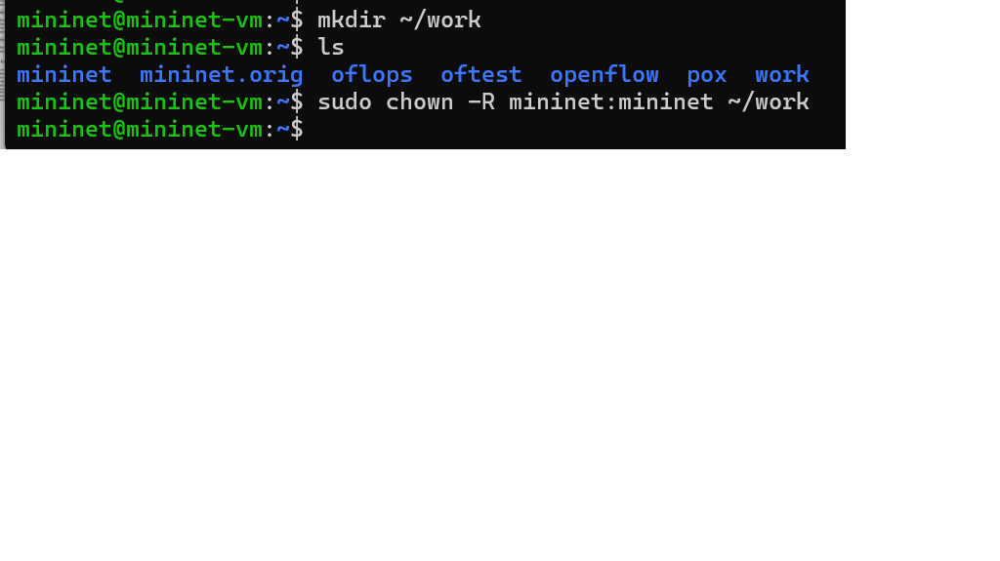 mininet@mininet-vm:~$ mkdir ~/work
mininet@mininet-vm:~$ ls
mininet  mininet.orig  oflops  oftest  openflow  pox  work
mininet@mininet-vm:~$ sudo chown -R mininet:mininet ~/work
mininet@mininet-vm:~$